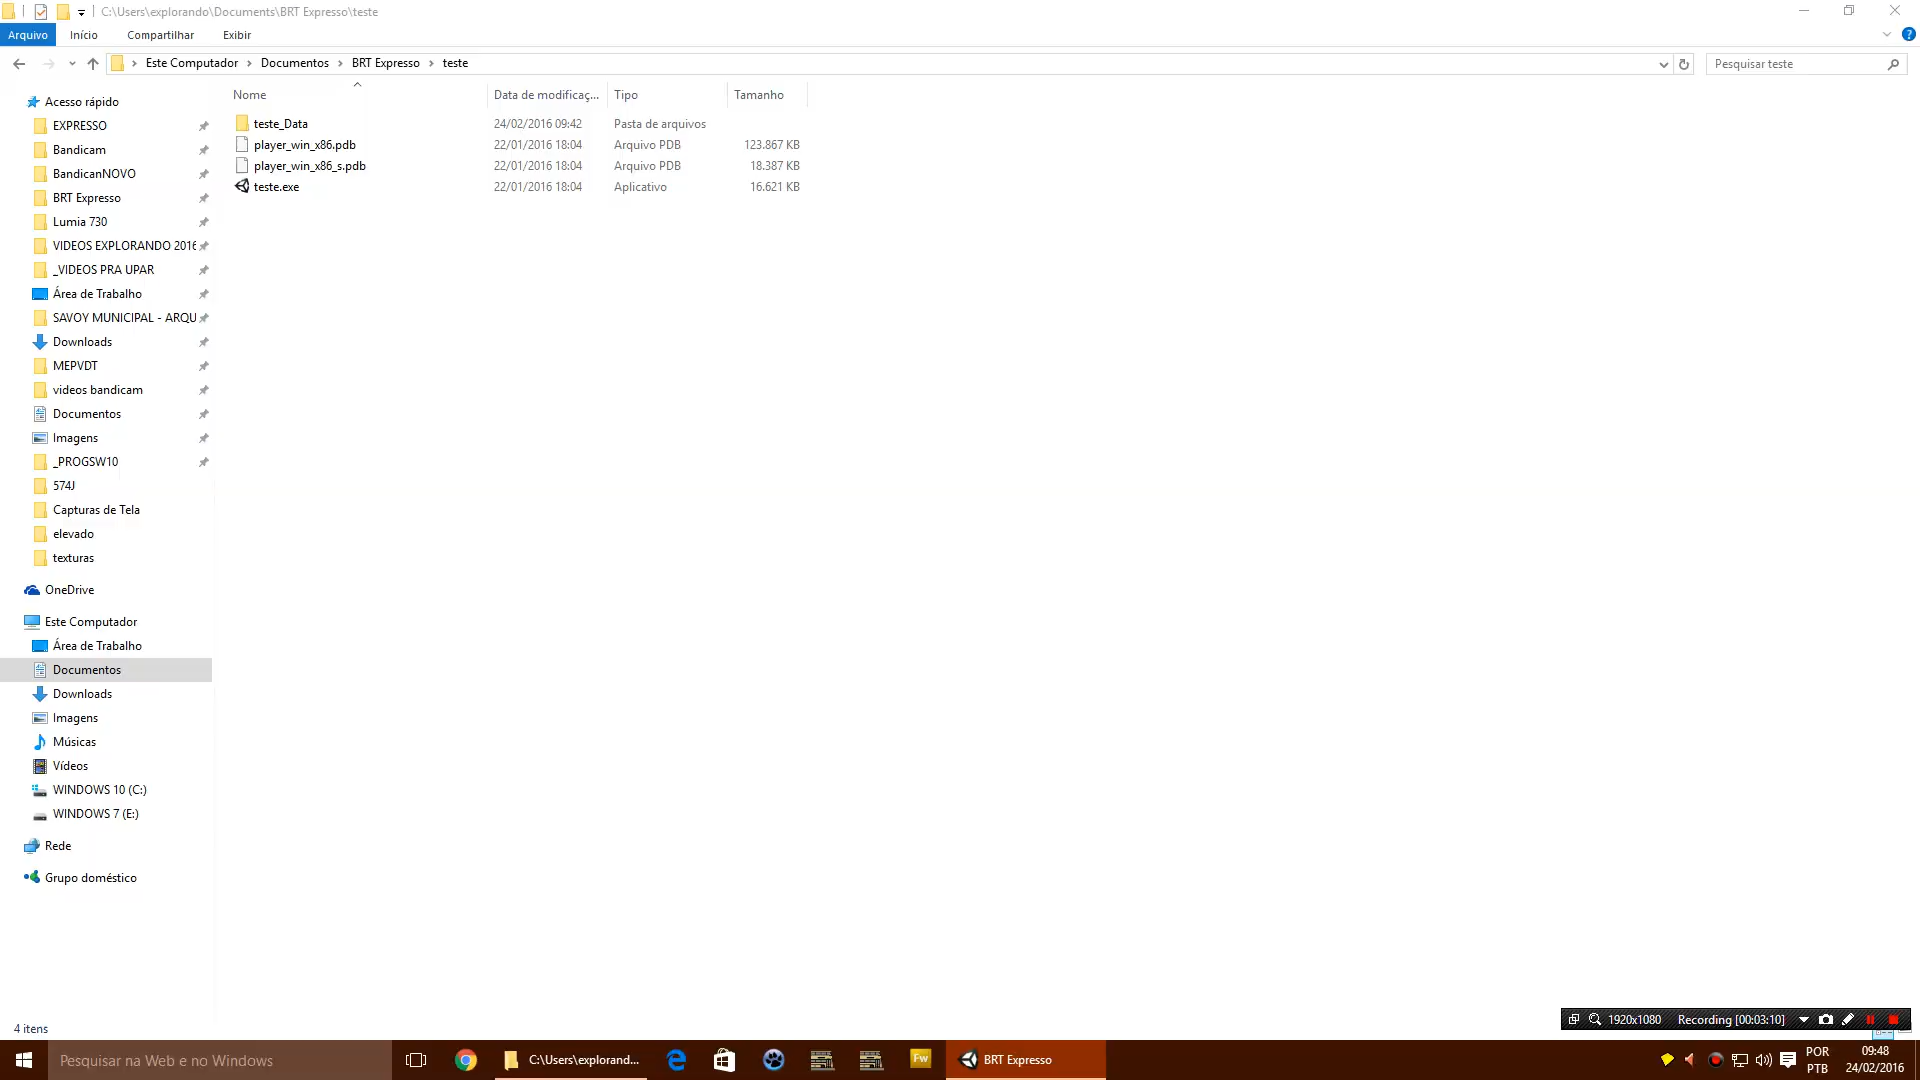 C:\Users\explorando\Documents\BRT Expresso\teste
Arquivo Início Compartilhar Exibir
Este Computador Documentos BRT Expresso teste
Pesquisar teste
Nome Data de modificaç... Tipo Tamanho
teste_Data 24/02/2016 09:42 Pasta de arquivos
player_win_x86.pdb 22/01/2016 18:04 Arquivo PDB 123.867 KB
player_win_x86_s.pdb 22/01/2016 18:04 Arquivo PDB 18.387 KB
teste.exe 22/01/2016 18:04 Aplicativo 16.621 KB
Acesso rápido
EXPRESSO
Bandicam
BandicanNOVO
BRT Expresso
Lumia 730
VIDEOS EXPLORANDO 2016
_VIDEOS PRA UPAR
Área de Trabalho
SAVOY MUNICIPAL - ARQU
Downloads
MEPVDT
videos bandicam
Documentos
Imagens
_PROGSW10
574J
Capturas de Tela
elevado
texturas
OneDrive
Este Computador
Área de Trabalho
Documentos
Downloads
Imagens
Músicas
Vídeos
WINDOWS 10 (C:)
WINDOWS 7 (E:)
Rede
Grupo doméstico
4 itens
1920x1080 Recording [00:03:10]
Pesquisar na Web e no Windows
C:\Users\explorand...
Fw
BRT Expresso
POR
PTB
09:48
24/02/2016